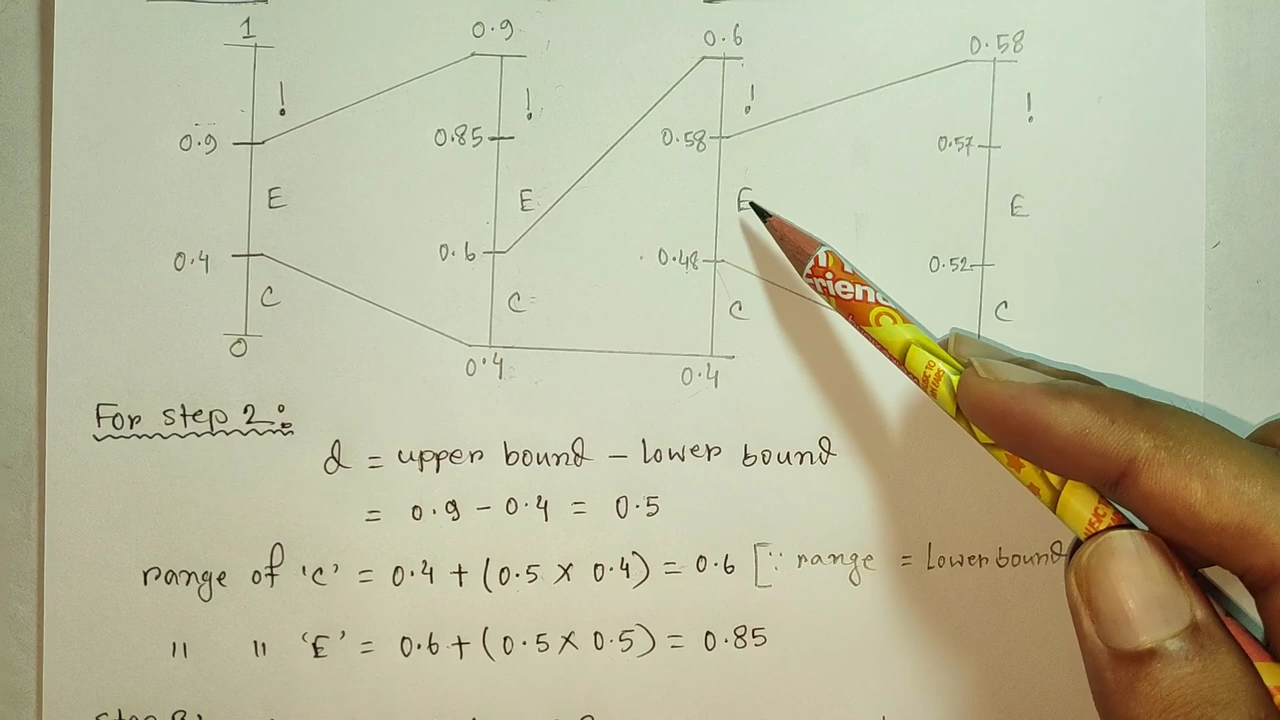 1 0.9 0.6 0.58
! ! ! !
0.9 0.85 0.58 0.57
E E E E
0.4 0.6 0.48 0.52
C C C C
0 0.4 0.4
For step 2:
d = upper bound - lower bound
= 0.9 - 0.4 = 0.5
range of 'C' = 0.4 + (0.5 × 0.4) = 0.6 [∵ range = Lower bound
" " 'E' = 0.6 + (0.5 × 0.5) = 0.85